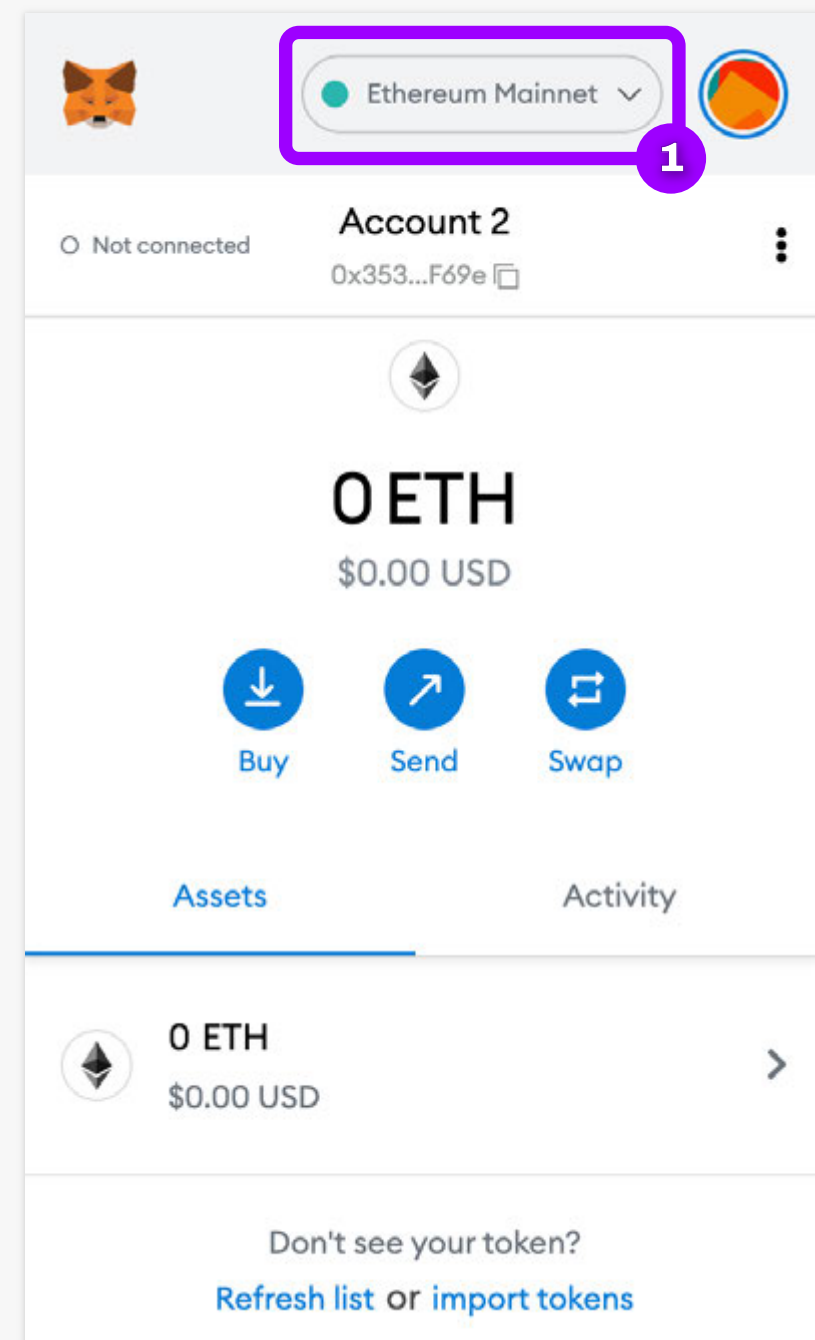 Ethereum Mainnet
1
Account 2
Not connected
0x353...F69e
0 ETH
$0.00 USD
Buy Send Swap
Assets Activity
0 ETH
$0.00 USD
Don't see your token?
Refresh list or import tokens